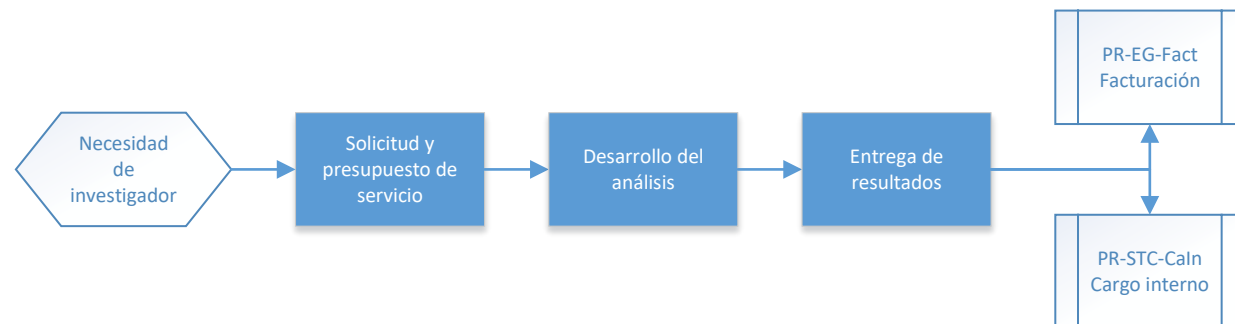 Necesidad
de
investigador
Solicitud y
presupuesto de
servicio
Desarrollo del
análisis
Entrega de
resultados
PR-EG-Fact
Facturación
PR-STC-CaIn
Cargo interno